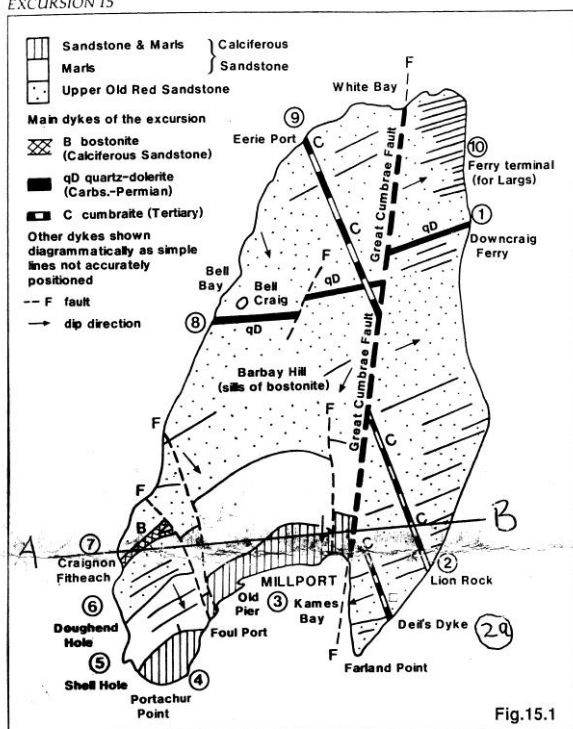 EXCURSION 15
Sandstone & Marls } Calciferous
Marls Sandstone
Upper Old Red Sandstone
Main dykes of the excursion
B bostonite
(Calciferous Sandstone)
qD quartz-dolerite
(Carbs.-Permian)
C cumbraite (Tertiary)
Other dykes shown
diagrammatically as simple
lines not accurately
positioned
-- F fault
→ dip direction
F
White Bay
9
Eerie Port
C
10
Ferry terminal
(for Largs)
Great Cumbrae Fault
1
qD
Downcraig
Ferry
C
F
qD
Bell
Bay
Bell
Craig
8
qD
Barbay Hill
(sills of bostonite)
Great Cumbrae Fault
F
F
C
F
B
A
B
7
Craignon
Fitheach
C
C
2
Lion Rock
MILLPORT
Old
Pier
3
Kames
Bay
6
Doughend
Hole
Foul Port
Deil's Dyke
2a
5
Shell Hole
4
F
Farland Point
Portachur
Point
Fig.15.1